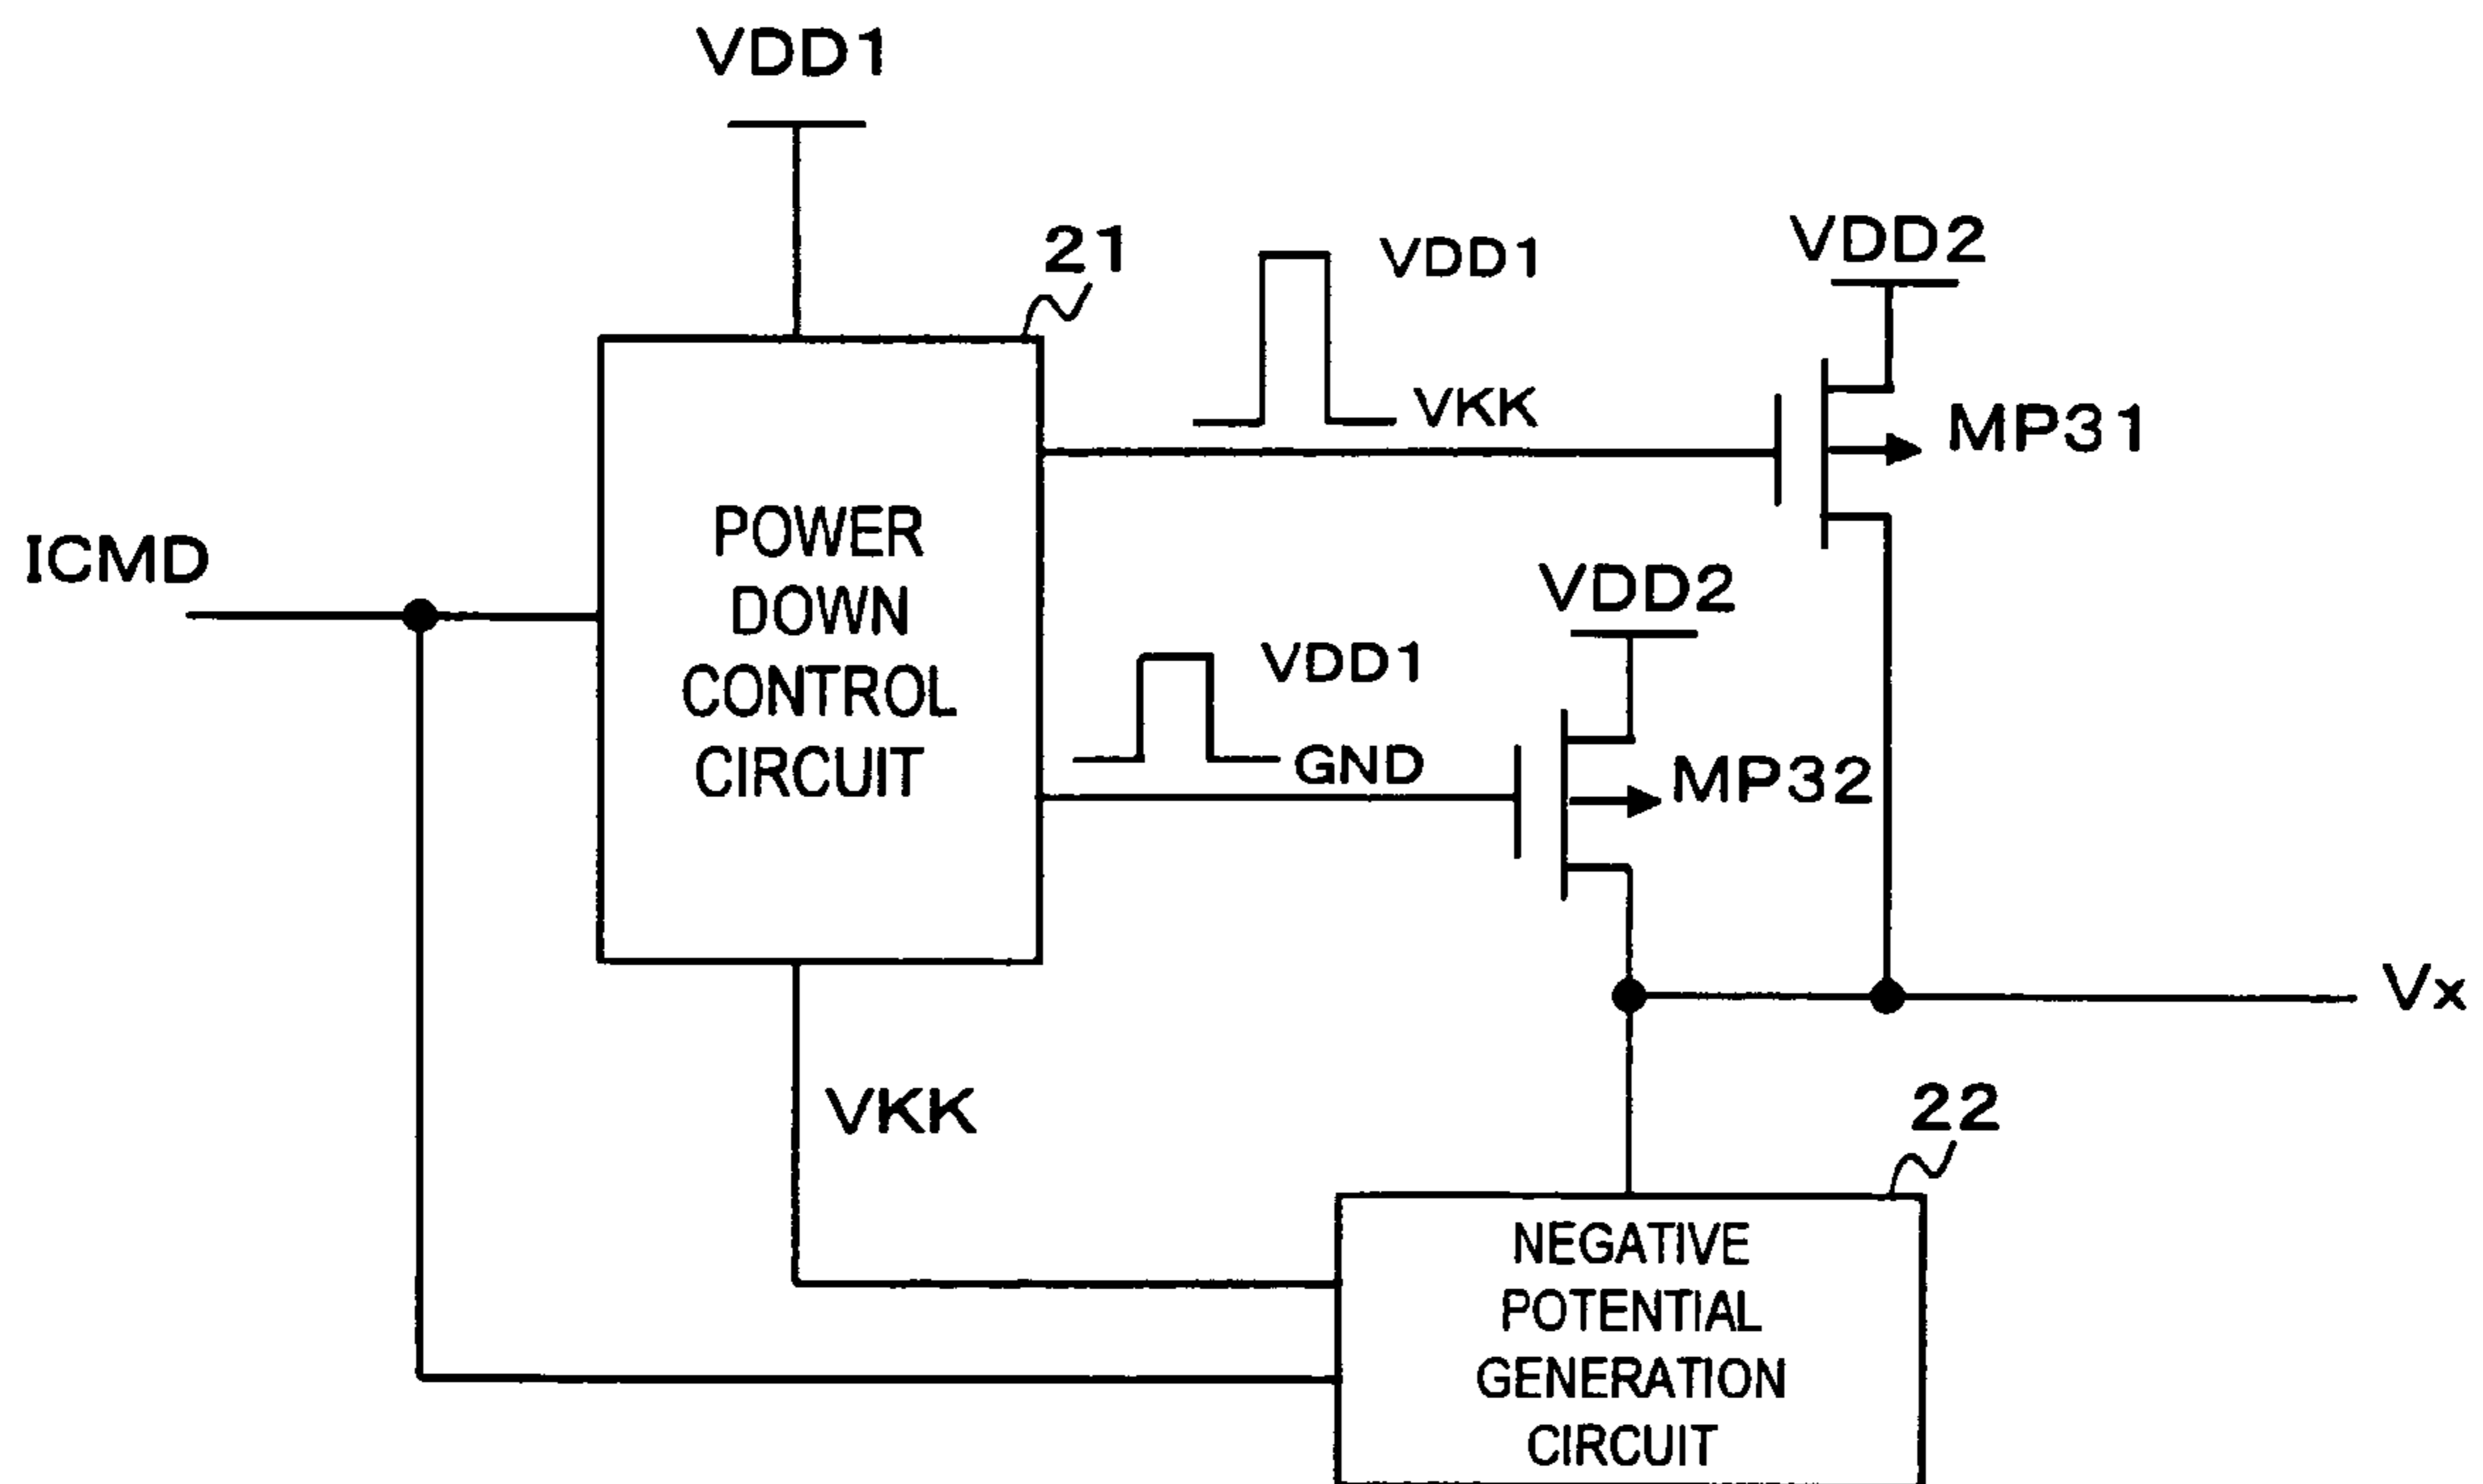 VDD1
21
VDD1
VDD2
VKK
MP31
POWER
DOWN
CONTROL
CIRCUIT
ICMD
VDD2
VDD1
GND
MP32
Vx
VKK
22
NEGATIVE
POTENTIAL
GENERATION
CIRCUIT